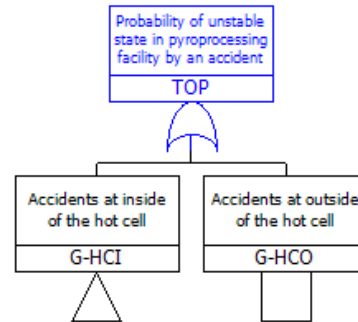 Probability of unstable
state in pyroprocessing
facility by an accident
TOP
Accidents at inside
of the hot cell
G-HCI
Accidents at outside
of the hot cell
G-HCO